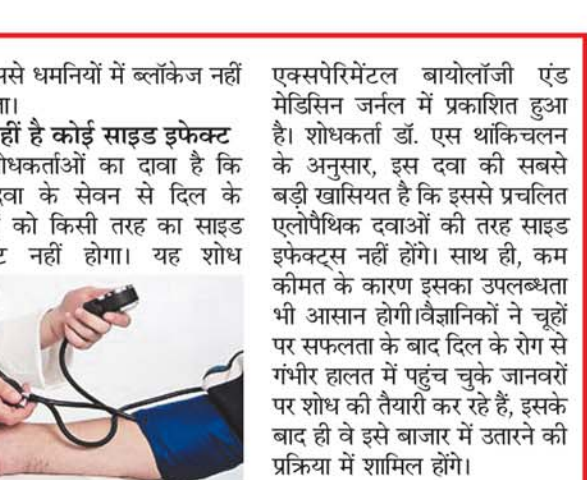 धमनियों में ब्लॉकेज नहीं
है कोई साइड इफेक्ट
का दावा है कि
के सेवन से दिल के
को किसी तरह का साइड
नहीं होगा। यह शोध
एक्सपेरिमेंटल बायोलॉजी एंड
मेडिसिन जर्नल में प्रकाशित हुआ
है। शोधकर्ता डॉ. एस थांकिचलन
के अनुसार, इस दवा की सबसे
बड़ी खासियत है कि इससे प्रचलित
एलोपैथिक दवाओं की तरह साइड
इफेक्ट्स नहीं होंगे। साथ ही, कम
कीमत के कारण इसका उपलब्धता
भी आसान होगी।वैज्ञानिकों ने चूहों
पर सफलता के बाद दिल के रोग से
गंभीर हालत में पहुंच चुके जानवरों
पर शोध की तैयारी कर रहे हैं, इसके
बाद ही वे इसे बाजार में उतारने की
प्रक्रिया में शामिल होंगे।